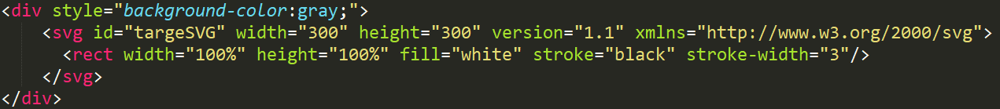 <div style="background-color:gray;">
    <svg id="targeSVG" width="300" height="300" version="1.1" xmlns="http://www.w3.org/2000/svg">
      <rect width="100%" height="100%" fill="white" stroke="black" stroke-width="3"/>
    </svg>
</div>